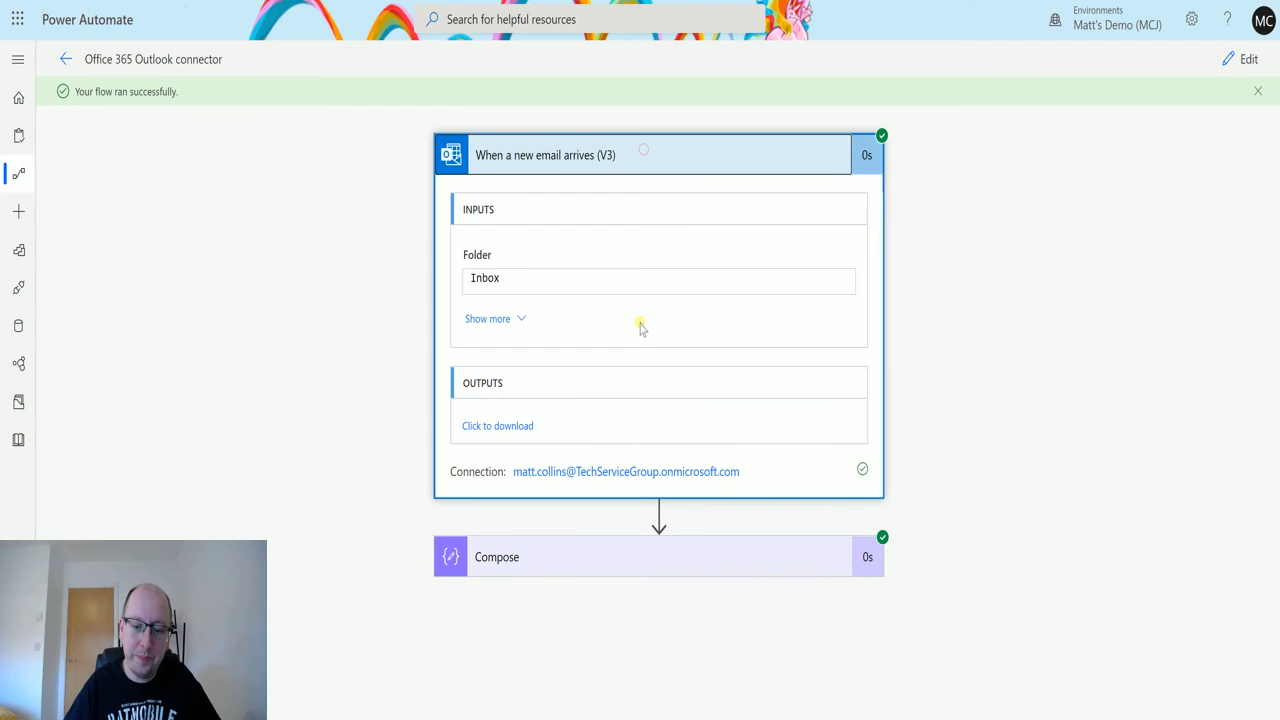 Power Automate
Search for helpful resources
Environments
Matt's Demo (MCJ)
MC
Office 365 Outlook connector
Edit
Your flow ran successfully.
When a new email arrives (V3)
0s
INPUTS
Folder
Inbox
Show more
OUTPUTS
Click to download
Connection: matt.collins@TechServiceGroup.onmicrosoft.com
Compose
0s
BATMOBILE